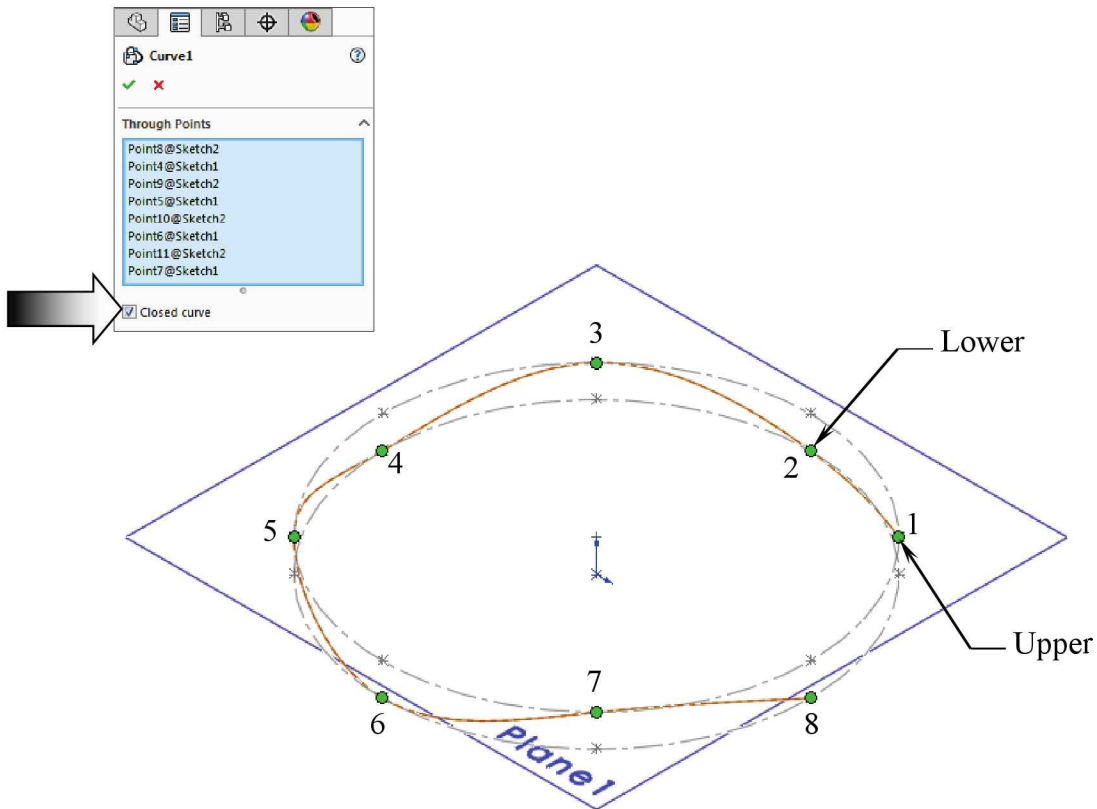 Curve1
Through Points
Point8@Sketch2
Point4@Sketch1
Point9@Sketch2
Point5@Sketch1
Point10@Sketch2
Point6@Sketch1
Point11@Sketch2
Point7@Sketch1
Closed curve
3
Lower
4
2
5
1
Upper
7
6
8
Plane1